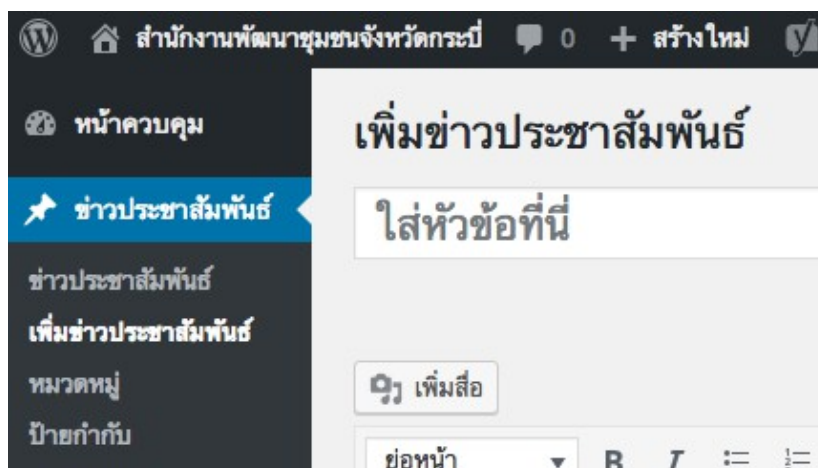 สำนักงานพัฒนาชุมชนจังหวัดกระบี่ 0 + สร้างใหม่
หน้าควบคุม
ข่าวประชาสัมพันธ์
ข่าวประชาสัมพันธ์
เพิ่มข่าวประชาสัมพันธ์
หมวดหมู่
ป้ายกำกับ
เพิ่มข่าวประชาสัมพันธ์
ใส่หัวข้อที่นี่
เพิ่มสื่อ
ย่อหน้า B I